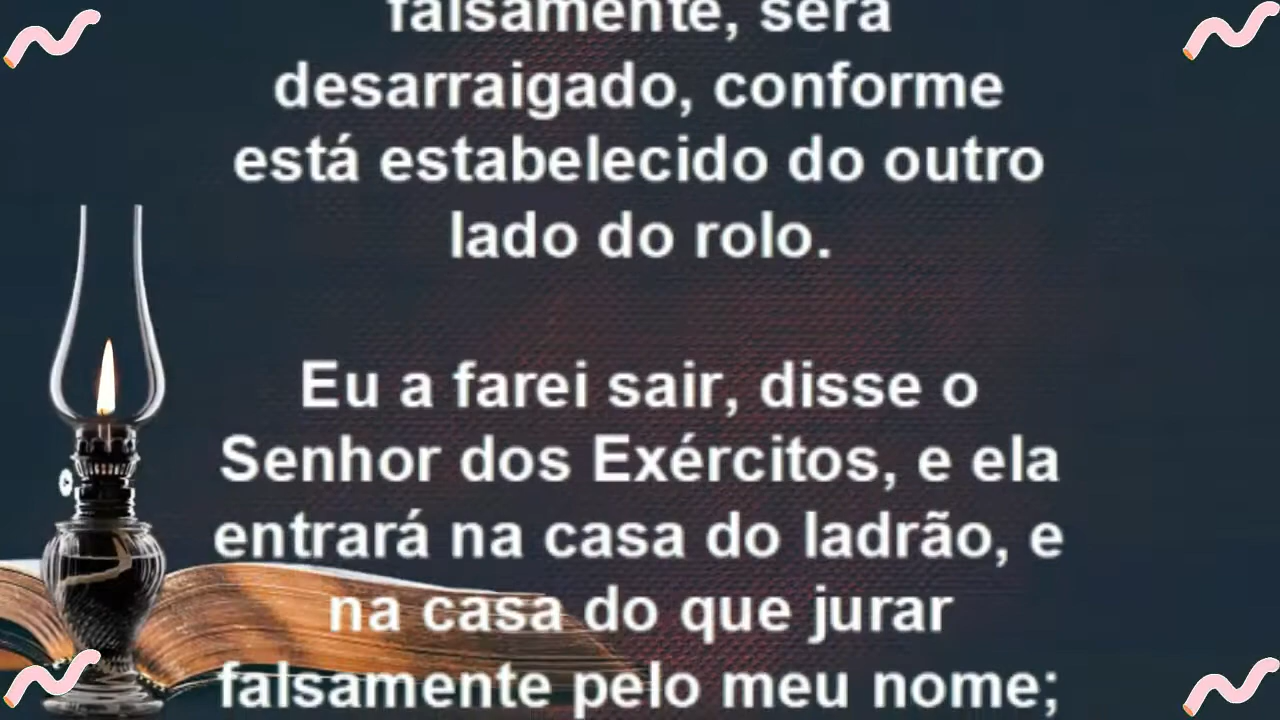 falsamente, será
desarraigado, conforme
está estabelecido do outro
lado do rolo.
Eu a farei sair, disse o
Senhor dos Exércitos, e ela
entrará na casa do ladrão, e
na casa do que jurar
falsamente pelo meu nome;